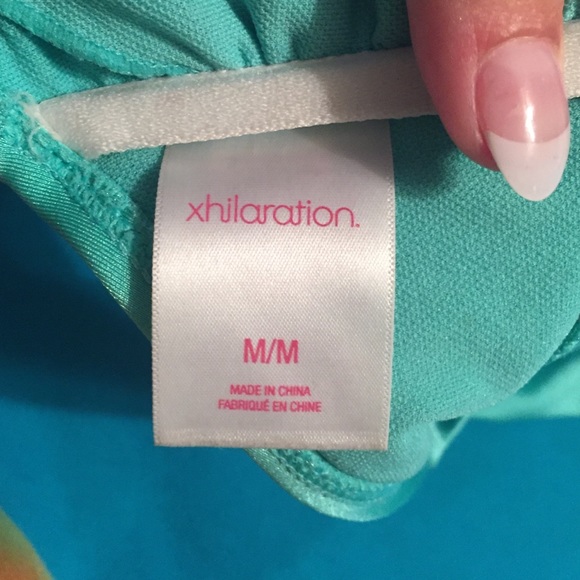 xhilaration.
M/M
MADE IN CHINA
FABRIQUÉ EN CHINE